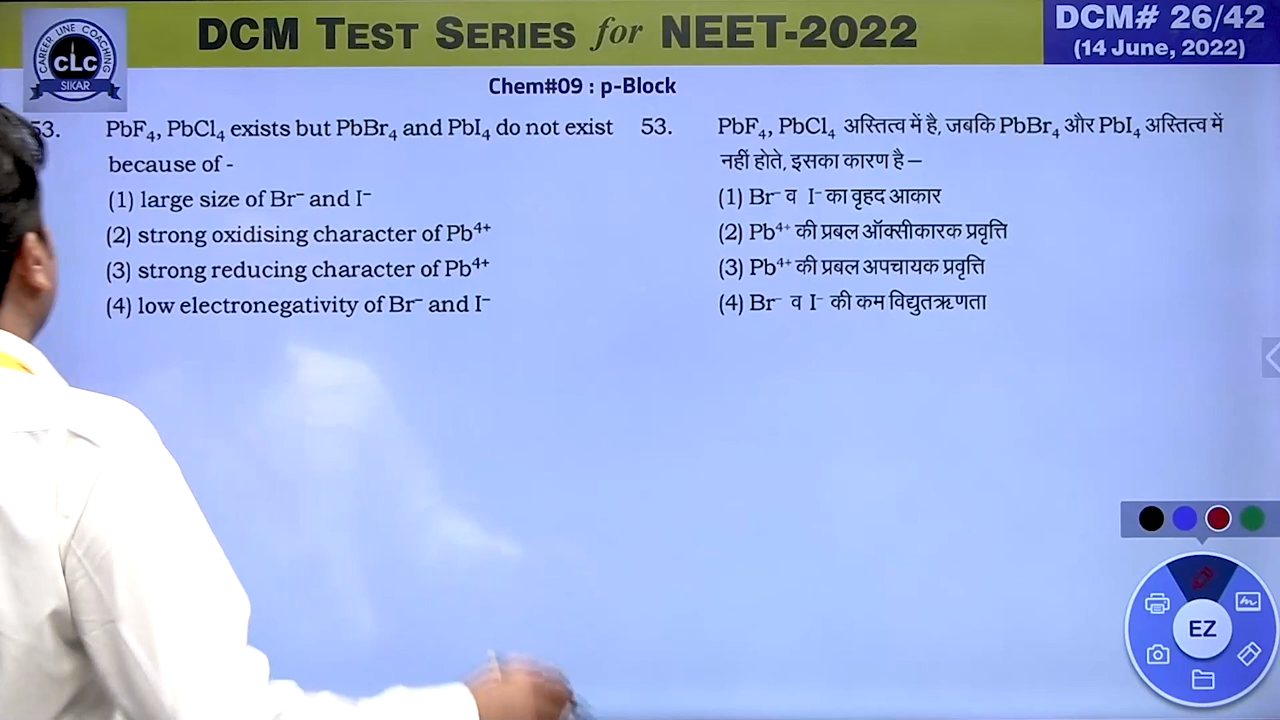 CAREER LINE COACHING
CLC
SIKAR
DCM TEST SERIES for NEET-2022
DCM# 26/42
(14 June, 2022)
Chem#09 : p-Block
53. PbF₄, PbCl₄ exists but PbBr₄ and PbI₄ do not exist
because of -
(1) large size of Br⁻ and I⁻
(2) strong oxidising character of Pb⁴⁺
(3) strong reducing character of Pb⁴⁺
(4) low electronegativity of Br⁻ and I⁻
53. PbF₄, PbCl₄ अस्तित्व में है, जबकि PbBr₄ और PbI₄ अस्तित्व में
नहीं होते, इसका कारण है –
(1) Br⁻ व I⁻ का वृहद आकार
(2) Pb⁴⁺ की प्रबल ऑक्सीकारक प्रवृत्ति
(3) Pb⁴⁺ की प्रबल अपचायक प्रवृत्ति
(4) Br⁻ व I⁻ की कम विद्युतऋणता
EZ